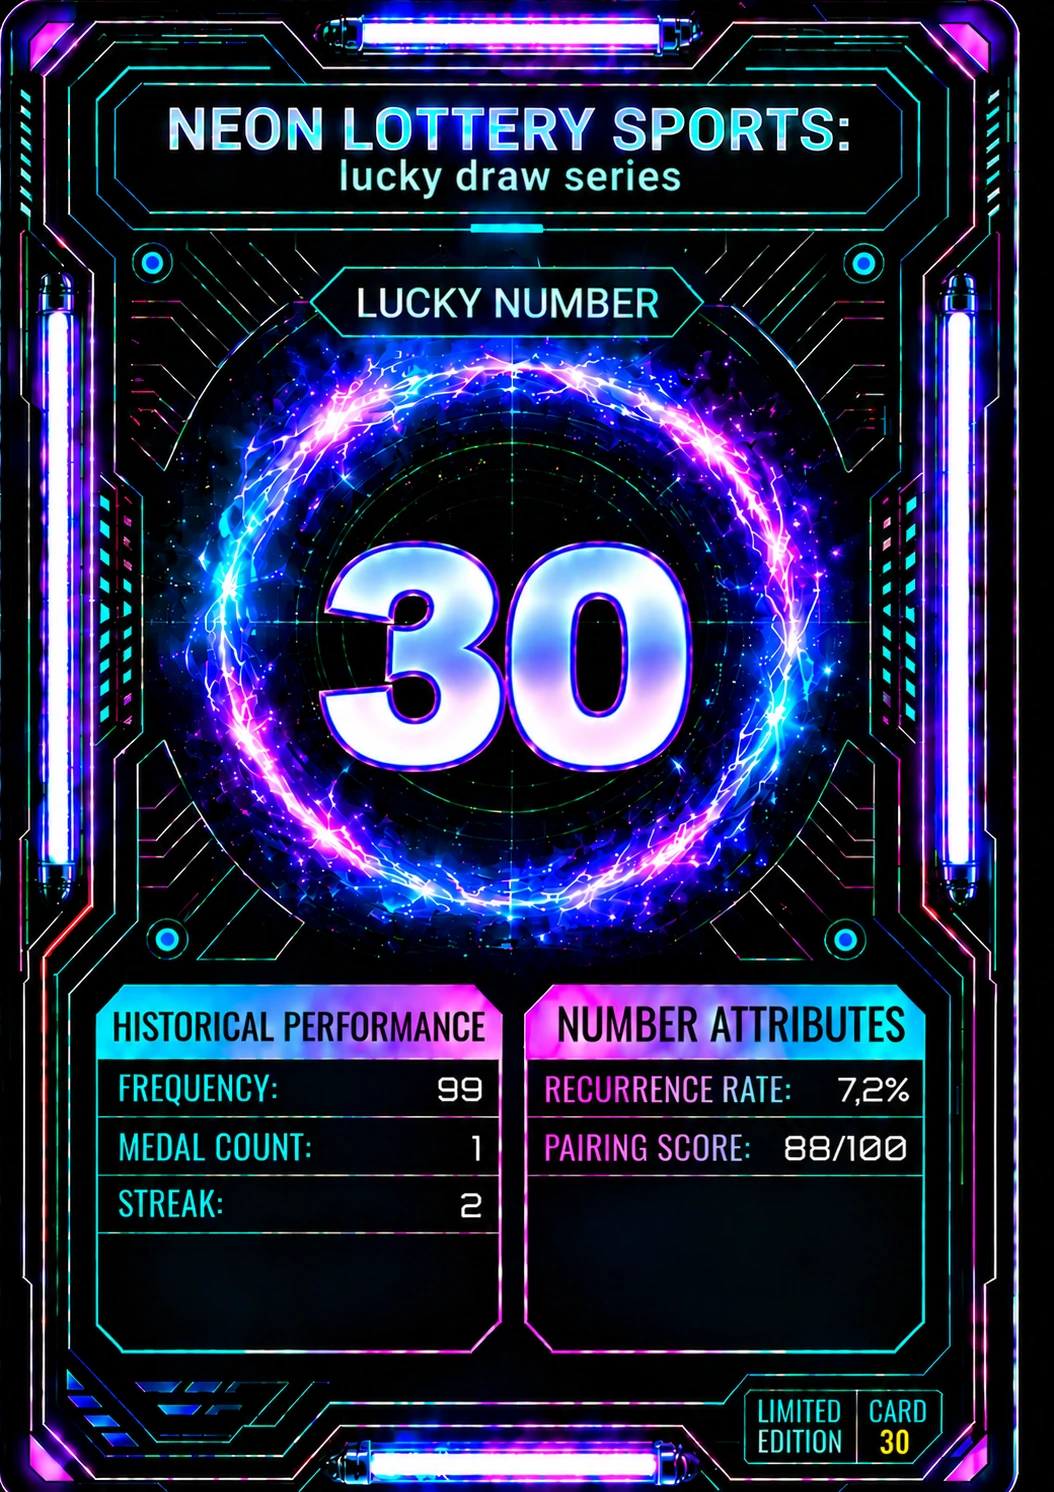 NEON LOTTERY SPORTS:
lucky draw series
LUCKY NUMBER
30
HISTORICAL PERFORMANCE
FREQUENCY: 99
MEDAL COUNT: 1
STREAK: 2
NUMBER ATTRIBUTES
RECURRENCE RATE: 7,2%
PAIRING SCORE: 88/100
LIMITED EDITION
CARD 30